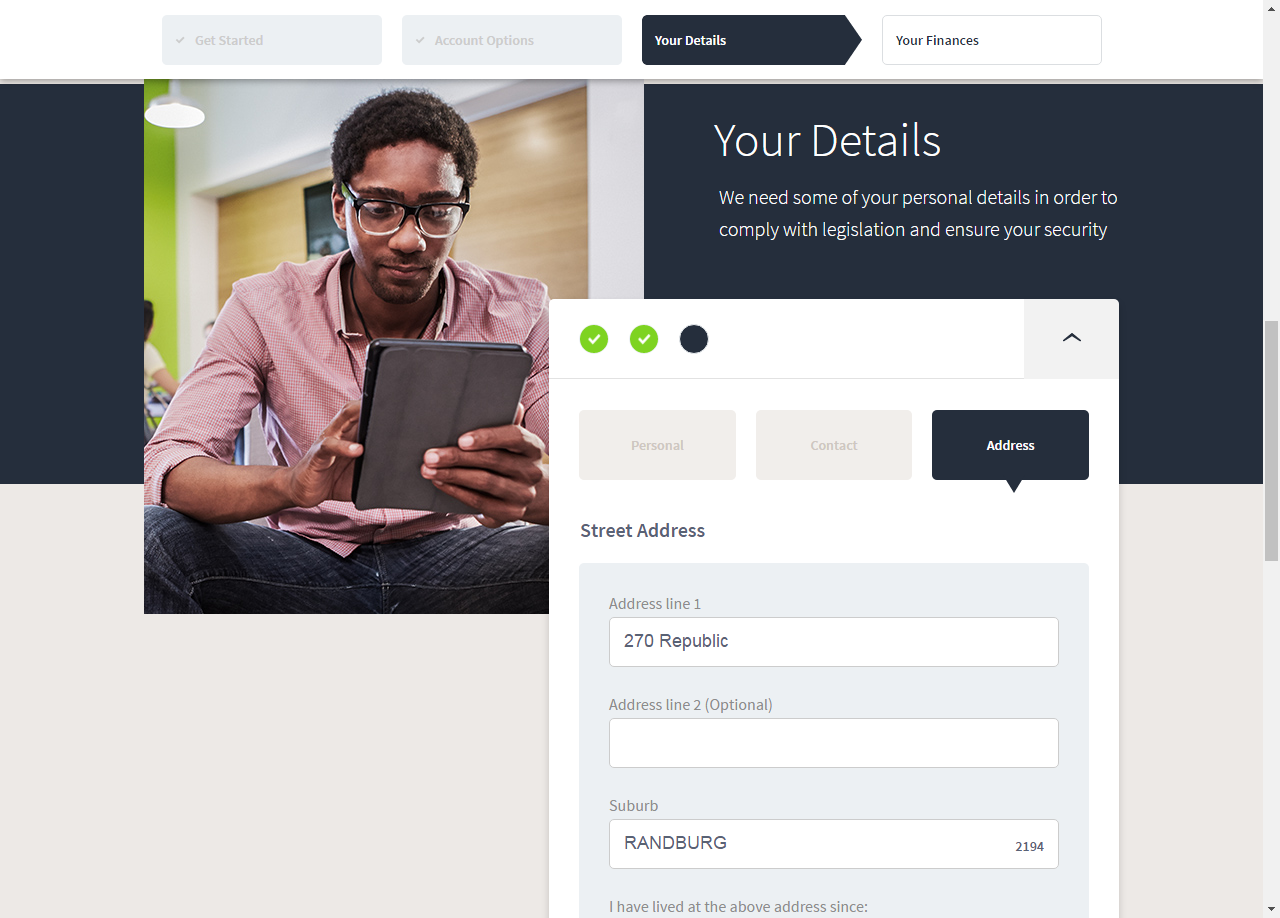 Get Started
Account Options
Your Details
Your Finances
Your Details
We need some of your personal details in order to
comply with legislation and ensure your security
Personal
Contact
Address
Street Address
Address line 1
270 Republic
Address line 2 (Optional)
Suburb
RANDBURG 2194
I have lived at the above address since: